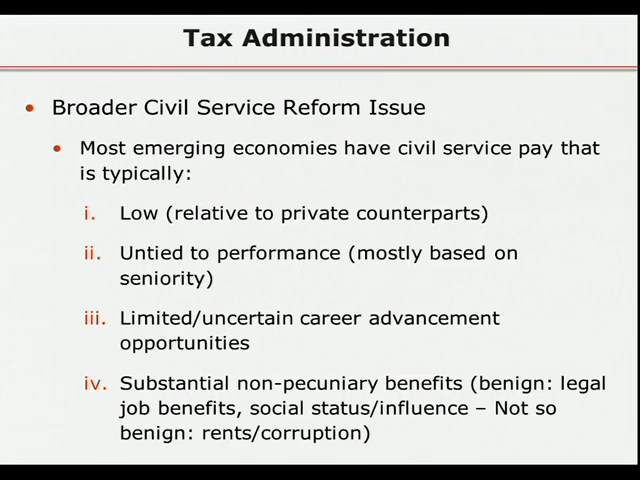 Tax Administration
• Broader Civil Service Reform Issue
• Most emerging economies have civil service pay that
is typically:
i. Low (relative to private counterparts)
ii. Untied to performance (mostly based on
seniority)
iii. Limited/uncertain career advancement
opportunities
iv. Substantial non-pecuniary benefits (benign: legal
job benefits, social status/influence – Not so
benign: rents/corruption)